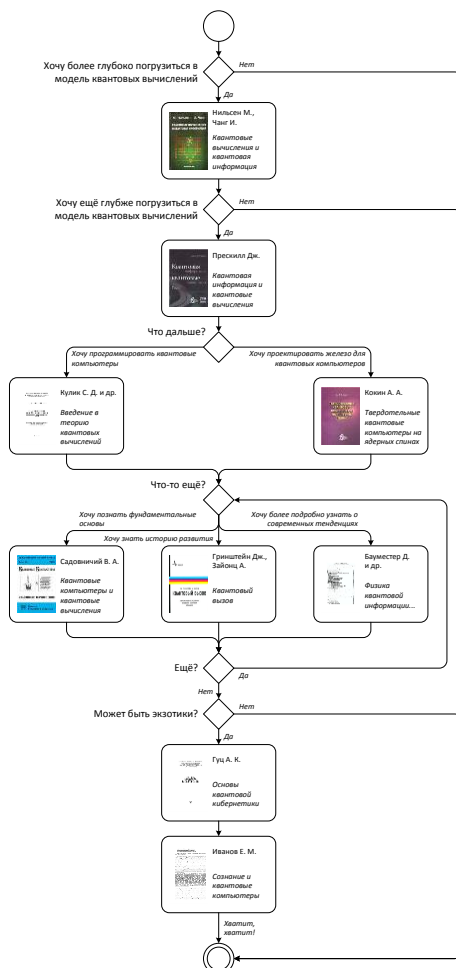 Хочу более глубоко погрузиться в
модель квантовых вычислений
Нет
Да
Нильсен М.,
Чанг И.
Квантовые
вычисления и
квантовая
информация
Хочу ещё глубже погрузиться в
модель квантовых вычислений
Нет
Да
Прескилл Дж.
Квантовая
информация и
квантовые
вычисления
Что дальше?
Хочу программировать квантовые
компьютеры
Хочу проектировать железо для
квантовых компьютеров
Кулик С. Д. и др.
Введение в
теорию
квантовых
вычислений
Кокин А. А.
Твердотельные
квантовые
компьютеры на
ядерных спинах
Что-то ещё?
Хочу познать фундаментальные
основы
Хочу знать историю развития
Хочу более подробно узнать о
современных тенденциях
Садовничий В. А.
Квантовые
компьютеры и
квантовые
вычисления
Гринштейн Дж.,
Зайонц А.
Квантовый
вызов
Бауместер Д.
и др.
Физика
квантовой
информации...
Ещё?
Да
Нет
Может быть экзотики?
Нет
Да
Гуц А. К.
Основы
квантовой
кибернетики
Иванов Е. М.
Сознание и
квантовые
компьютеры
Хватит,
хватит!